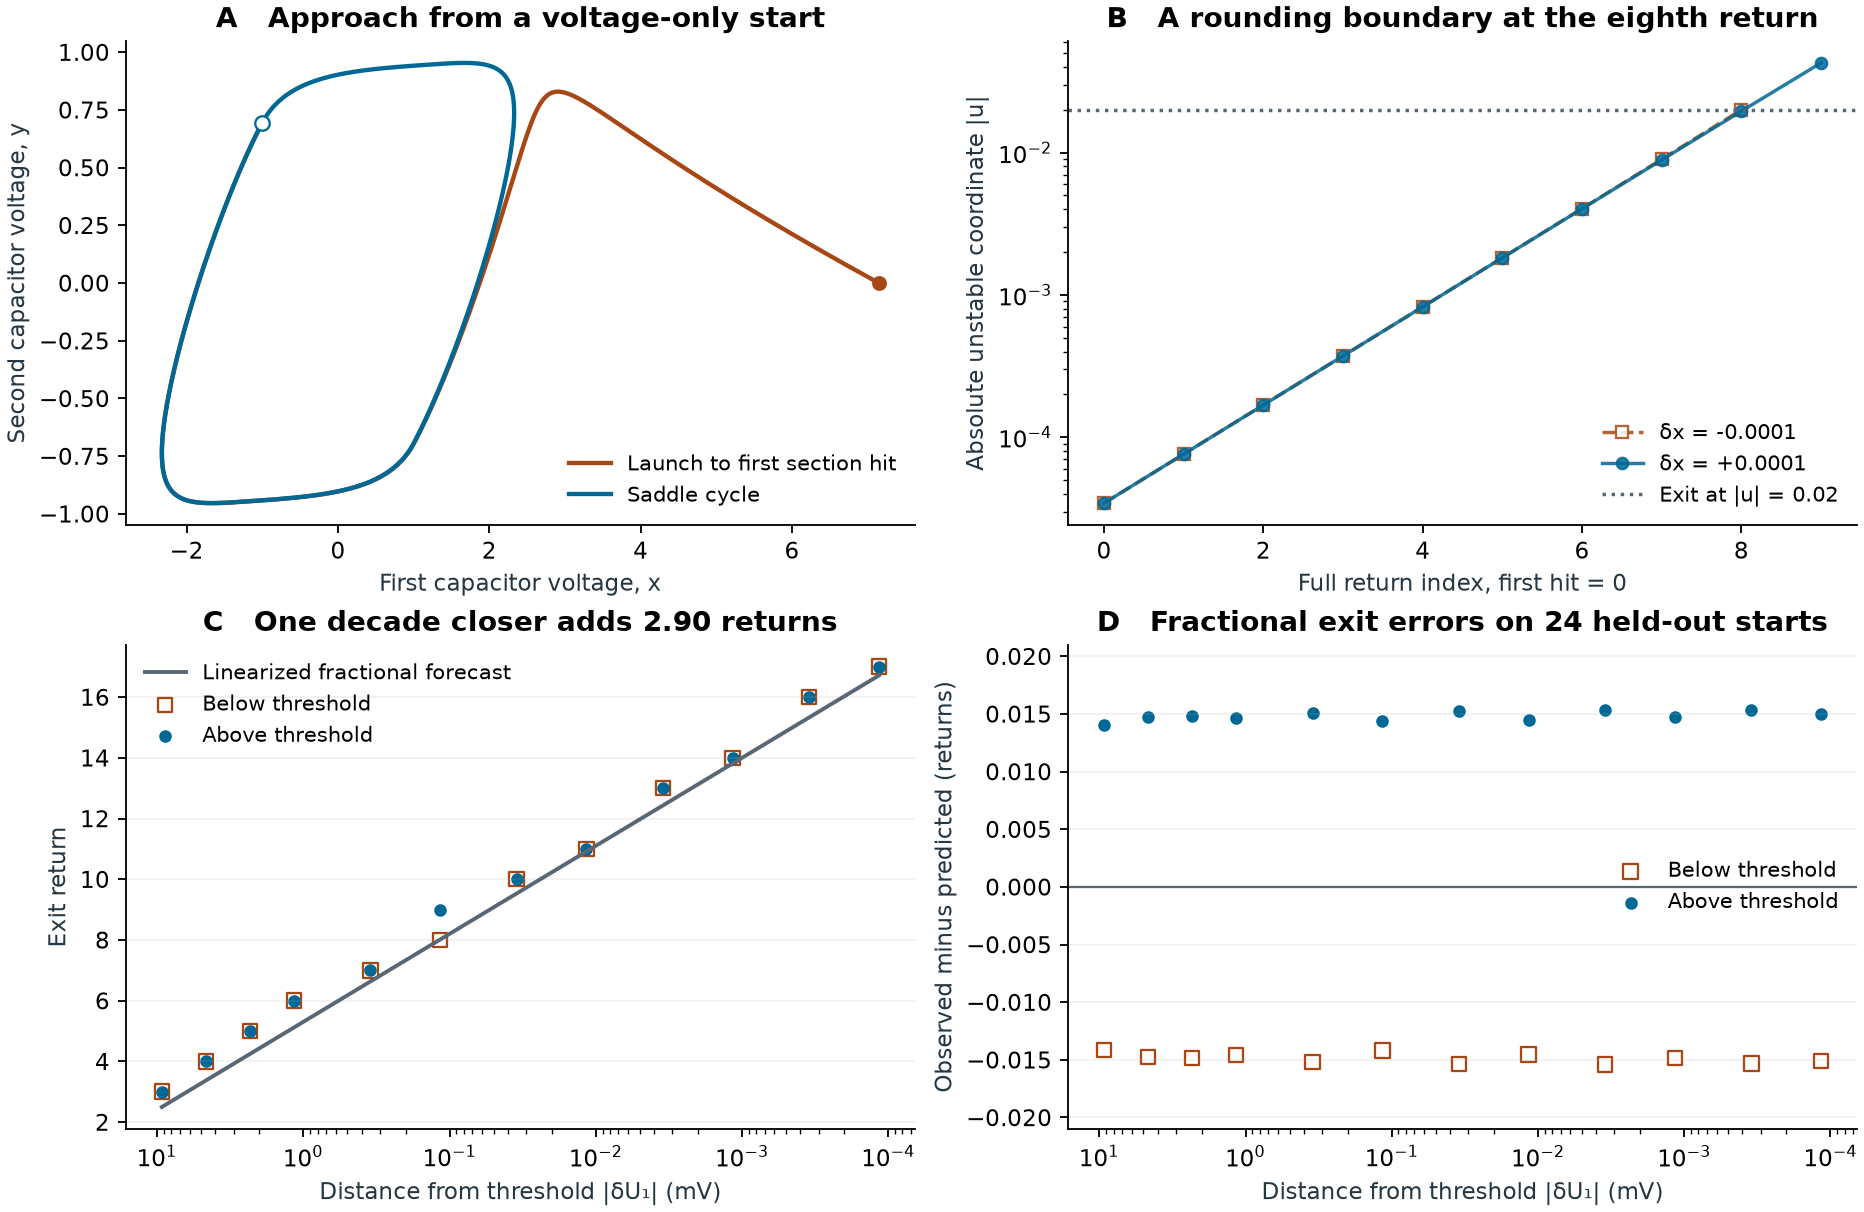 A Approach from a voltage-only start
1.00
0.75
0.50
0.25
0.00
−0.25
−0.50
−0.75
−1.00
Second capacitor voltage, y
Launch to first section hit
Saddle cycle
−2 0 2 4 6
First capacitor voltage, x
B A rounding boundary at the eighth return
10⁻²
10⁻³
10⁻⁴
Absolute unstable coordinate |u|
δx = -0.0001
δx = +0.0001
Exit at |u| = 0.02
0 2 4 6 8
Full return index, first hit = 0
C One decade closer adds 2.90 returns
Linearized fractional forecast
Below threshold
Above threshold
16
14
12
10
8
6
4
2
Exit return
10¹ 10⁰ 10⁻¹ 10⁻² 10⁻³ 10⁻⁴
Distance from threshold |δU₁| (mV)
D Fractional exit errors on 24 held-out starts
0.020
0.015
0.010
0.005
0.000
−0.005
−0.010
−0.015
−0.020
Observed minus predicted (returns)
Below threshold
Above threshold
10¹ 10⁰ 10⁻¹ 10⁻² 10⁻³ 10⁻⁴
Distance from threshold |δU₁| (mV)